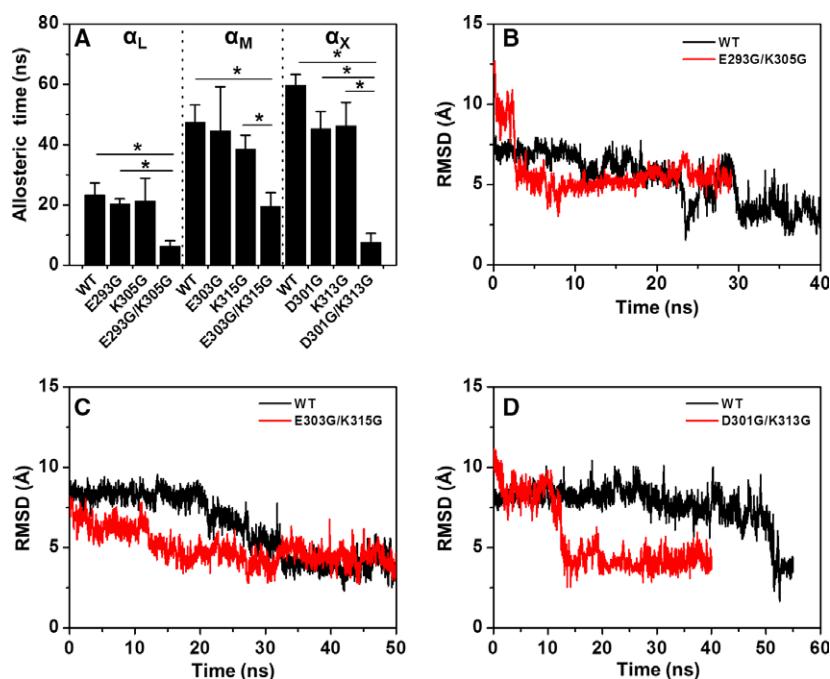 A
αL
αM
αX
Allosteric time (ns)
80
60
40
20
0
*
*
*
*
*
*
*
WT
E293G
K305G
E293G/K305G
WT
E303G
K315G
E303G/K315G
WT
D301G
K313G
D301G/K313G
B
WT
E293G/K305G
RMSD (Å)
15
10
5
0
0 10 20 30 40
Time (ns)
C
WT
E303G/K315G
RMSD (Å)
15
10
5
0
0 10 20 30 40 50
Time (ns)
D
WT
D301G/K313G
RMSD (Å)
15
10
5
0
0 10 20 30 40 50 60
Time (ns)